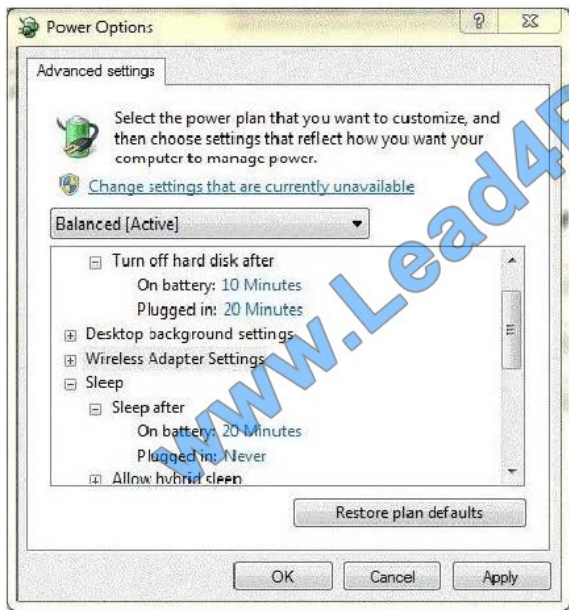 Power Options
Advanced settings
Select the power plan that you want to customize, and
then choose settings that reflect how you want your
computer to manage power.
Change settings that are currently unavailable
Balanced [Active]
Turn off hard disk after
On battery: 10 Minutes
Plugged in: 20 Minutes
Desktop background settings
Wireless Adapter Settings
Sleep
Sleep after
On battery: 20 Minutes
Plugged in: Never
Allow hybrid sleep
Restore plan defaults
OK
Cancel
Apply